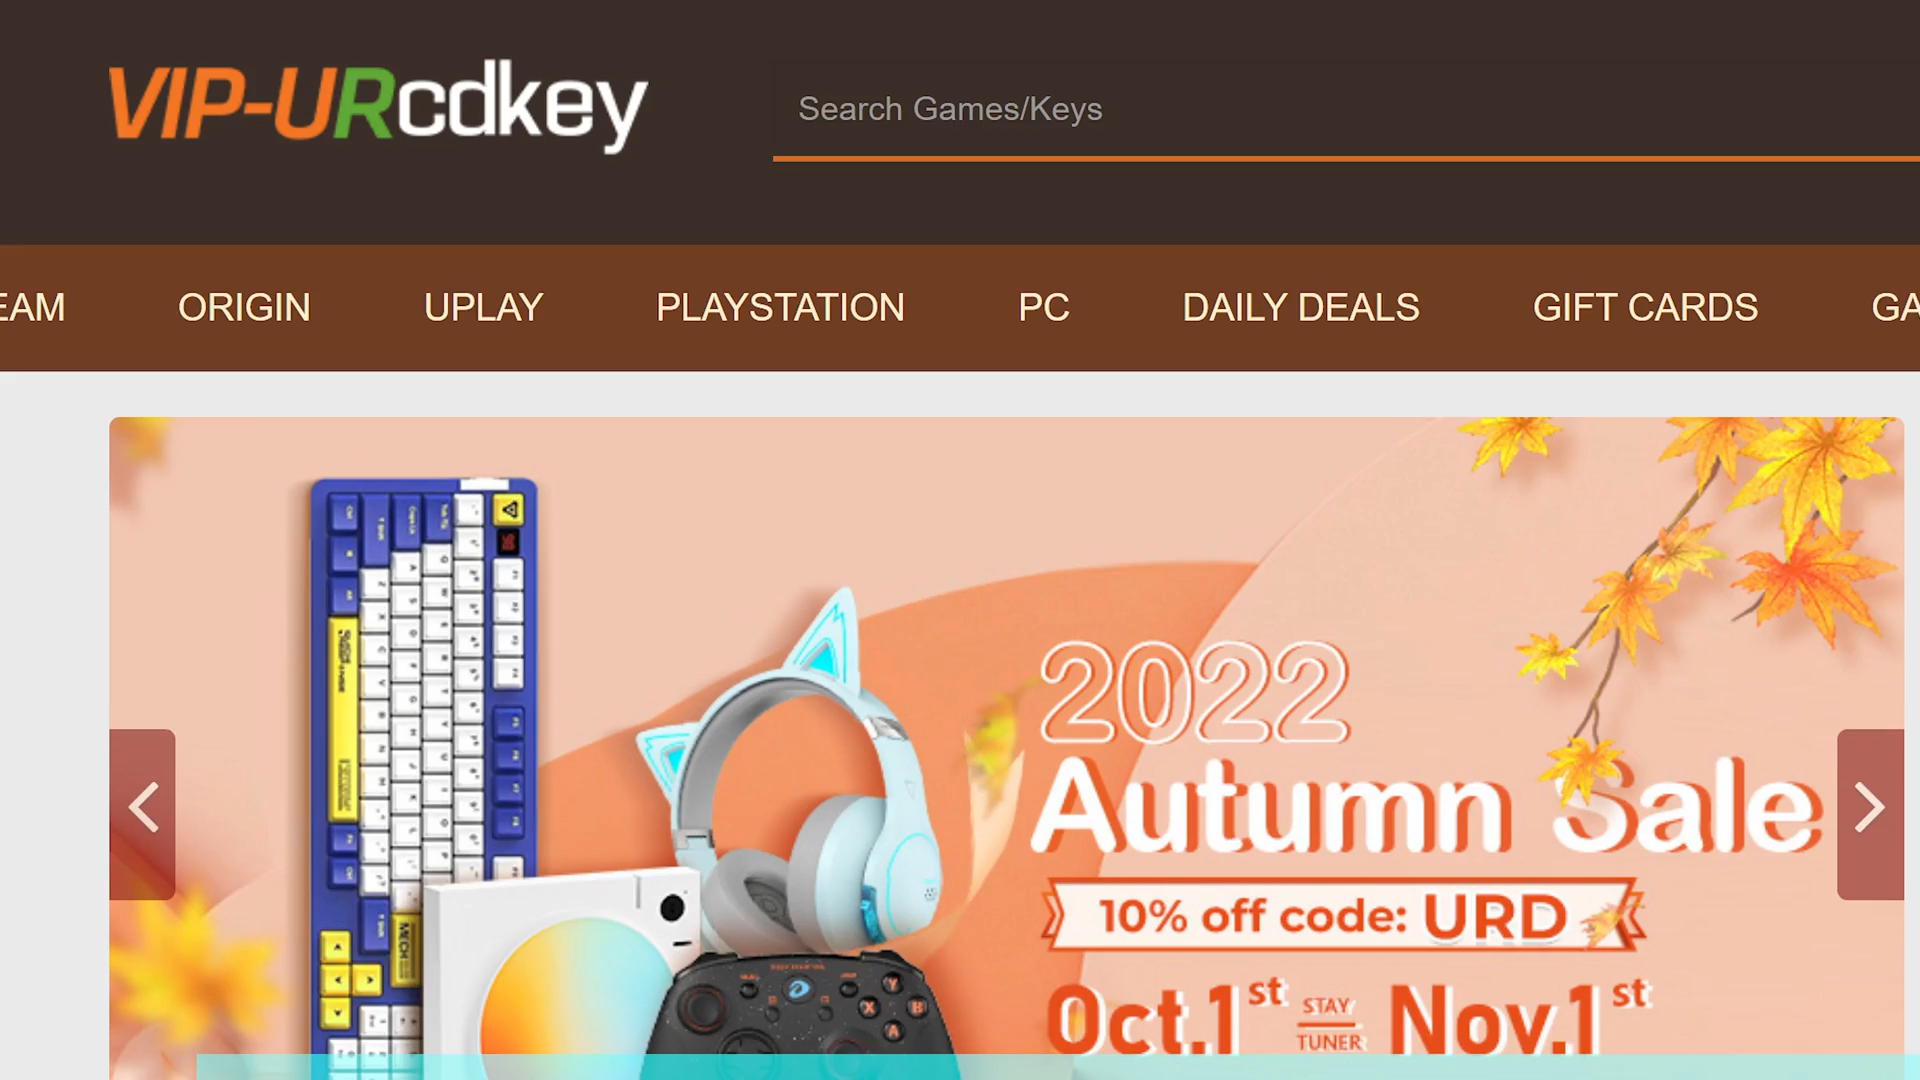 VIP-URcdkey
Search Games/Keys
EAM ORIGIN UPLAY PLAYSTATION PC DAILY DEALS GIFT CARDS GA
2022
Autumn Sale
10% off code: URD
Oct.1st STAY TUNER Nov.1st